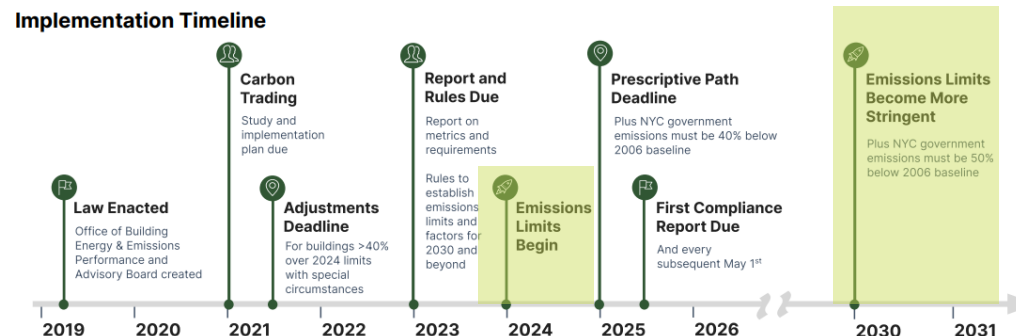 Implementation Timeline
Law Enacted
Office of Building
Energy & Emissions
Performance and
Advisory Board created
Carbon
Trading
Study and
implementation
plan due
Adjustments
Deadline
For buildings >40%
over 2024 limits
with special
circumstances
Report and
Rules Due
Report on
metrics and
requirements
Rules to
establish
emissions
limits and
factors for
2030 and
beyond
Emissions
Limits
Begin
Prescriptive Path
Deadline
Plus NYC government
emissions must be 40% below
2006 baseline
First Compliance
Report Due
And every
subsequent May 1st
Emissions Limits
Become More
Stringent
Plus NYC government
emissions must be 50%
below 2006 baseline
2019 2020 2021 2022 2023 2024 2025 2026 2030 2031